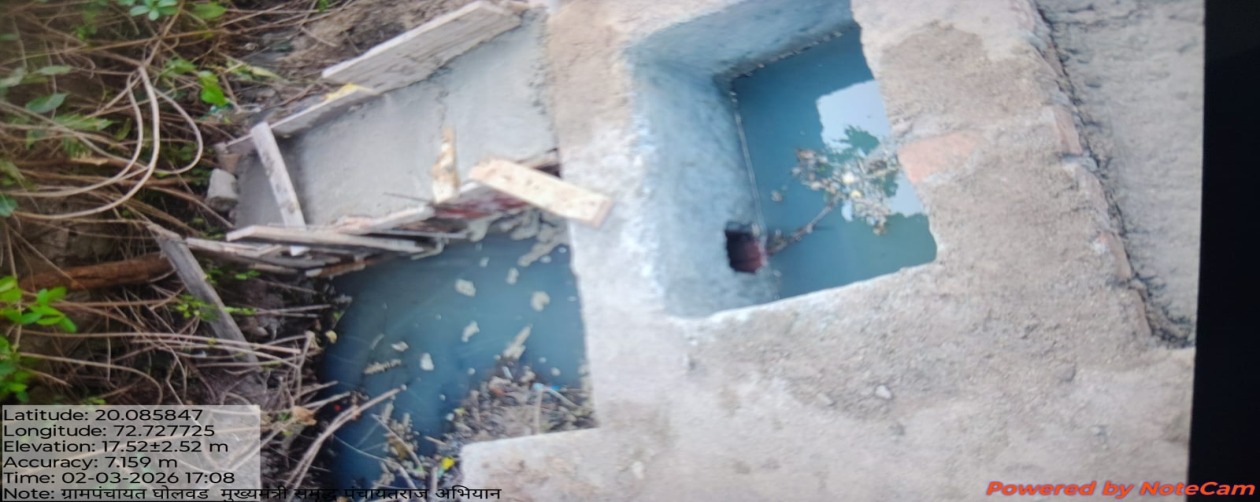 Latitude: 20.085847
Longitude: 72.727725
Elevation: 17.52±2.52 m
Accuracy: 7.159 m
Time: 02-03-2026 17:08
Note: ग्रामपंचायत घोलवड मुख्यमंत्री समृद्ध पंचायतराज अभियान
Powered by NoteCam